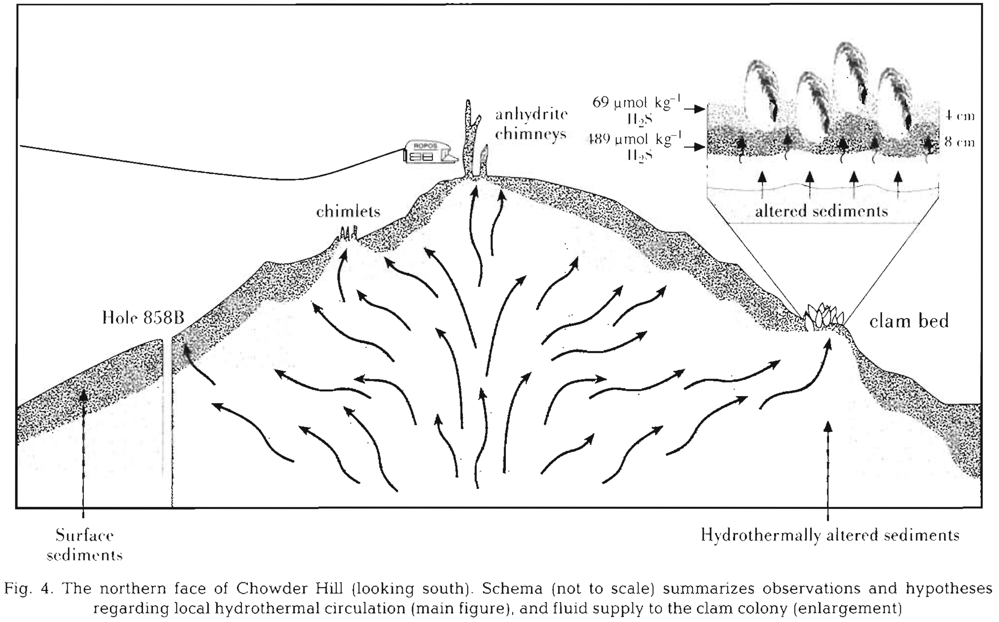 ROPOS
anhydrite
chimneys
69 µmol kg⁻¹
H₂S
489 µmol kg⁻¹
H₂S
4 cm
8 cm
altered sediments
chimlets
Hole 858B
clam bed
Surface
sediments
Hydrothermally altered sediments
Fig. 4. The northern face of Chowder Hill (looking south). Schema (not to scale) summarizes observations and hypotheses
regarding local hydrothermal circulation (main figure), and fluid supply to the clam colony (enlargement)